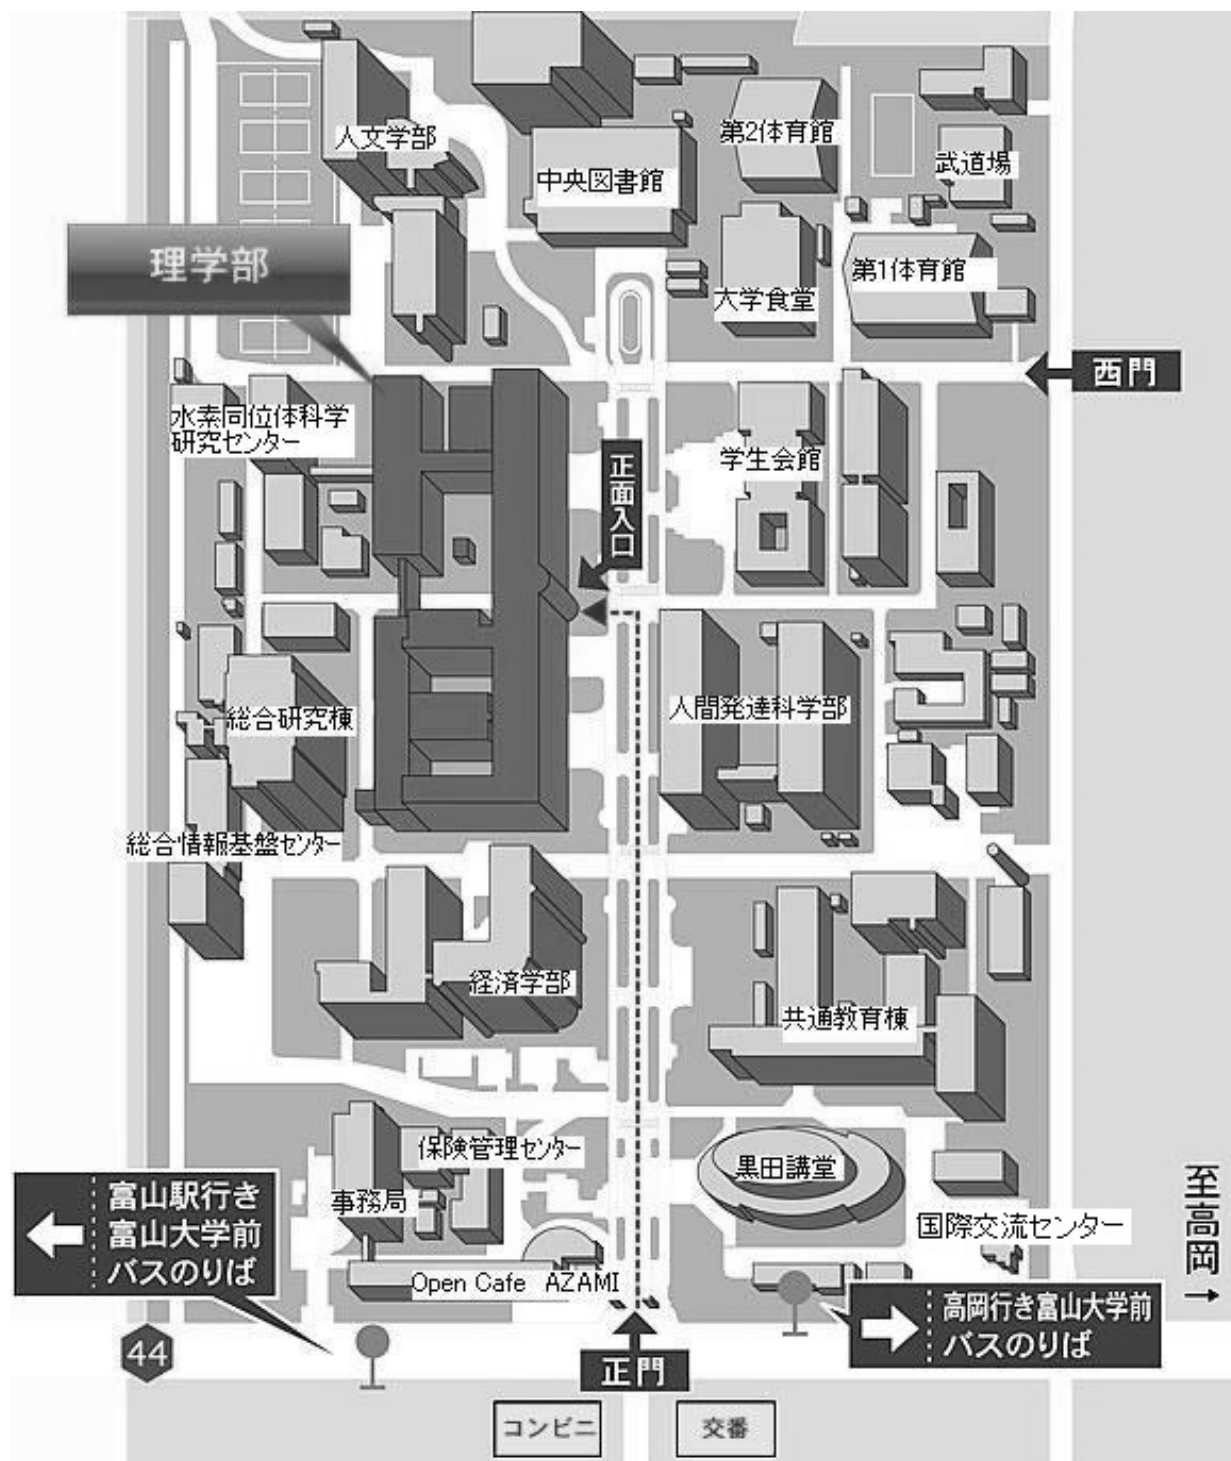 人文学部
中央図書館
第2体育館
武道場
理学部
第1体育館
大学食堂
西門
水素同位体科学
研究センター
学生会館
正面入口
人間発達科学部
総合研究棟
総合情報基盤センター
経済学部
共通教育棟
保険管理センター
黒田講堂
事務局
富山駅行き
富山大学前
バスのりば
国際交流センター
至高岡→
Open Cafe AZAMI
高岡行き富山大学前
バスのりば
44
正門
コンビニ
交番